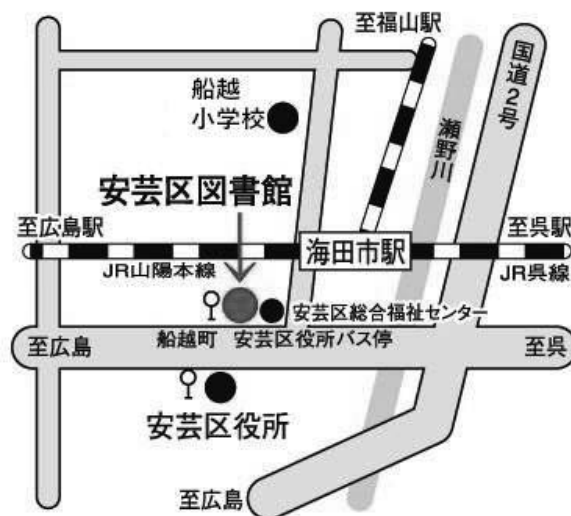 至福山駅
国道2号
船越
小学校
瀬野川
安芸区図書館
至広島駅
海田市駅
至呉駅
JR山陽本線
JR呉線
安芸区総合福祉センター
船越町 安芸区役所バス停
至広島
至呉
安芸区役所
至広島